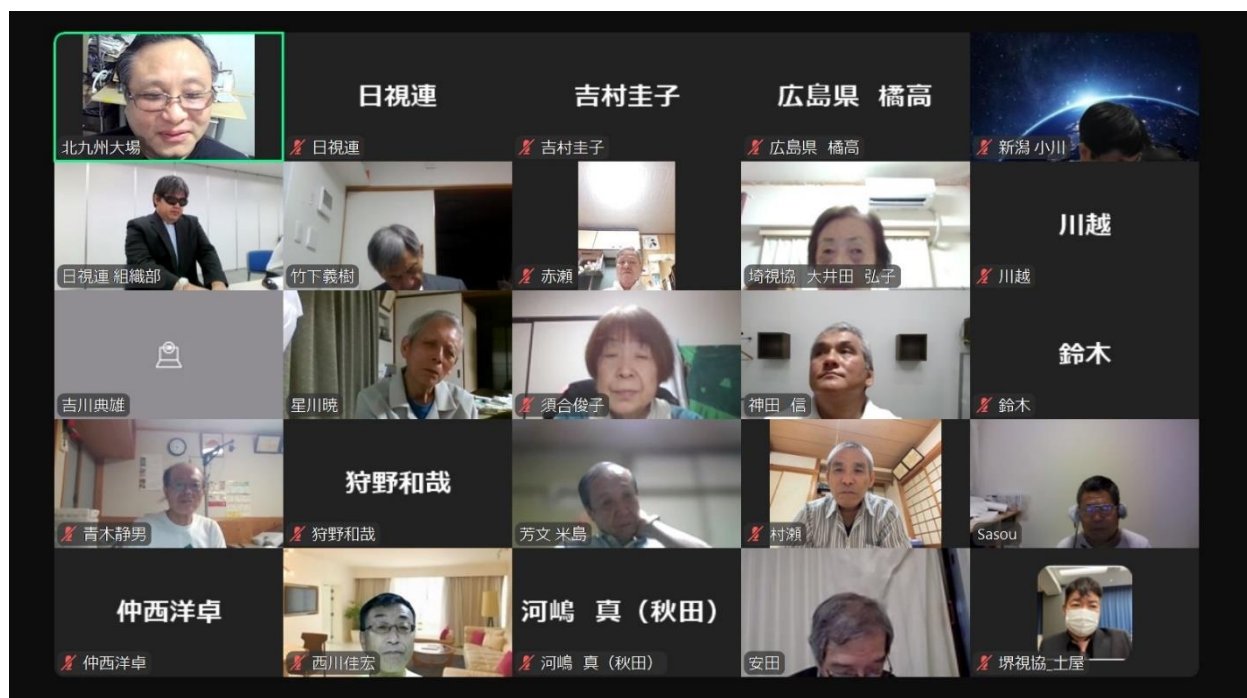 北九州大場
日視連
日視連
吉村圭子
吉村圭子
広島県 橘高
広島県 橘高
新潟 小川
日視連 組織部
竹下義樹
赤瀬
埼視協 大井田 弘子
川越
川越
吉川典雄
星川暁
須合俊子
神田 信
鈴木
鈴木
青木静男
狩野和哉
狩野和哉
芳文 米島
村瀬
Sasou
仲西洋卓
仲西洋卓
西川佳宏
河嶋 真（秋田）
河嶋 真（秋田）
安田
堺視協_土屋